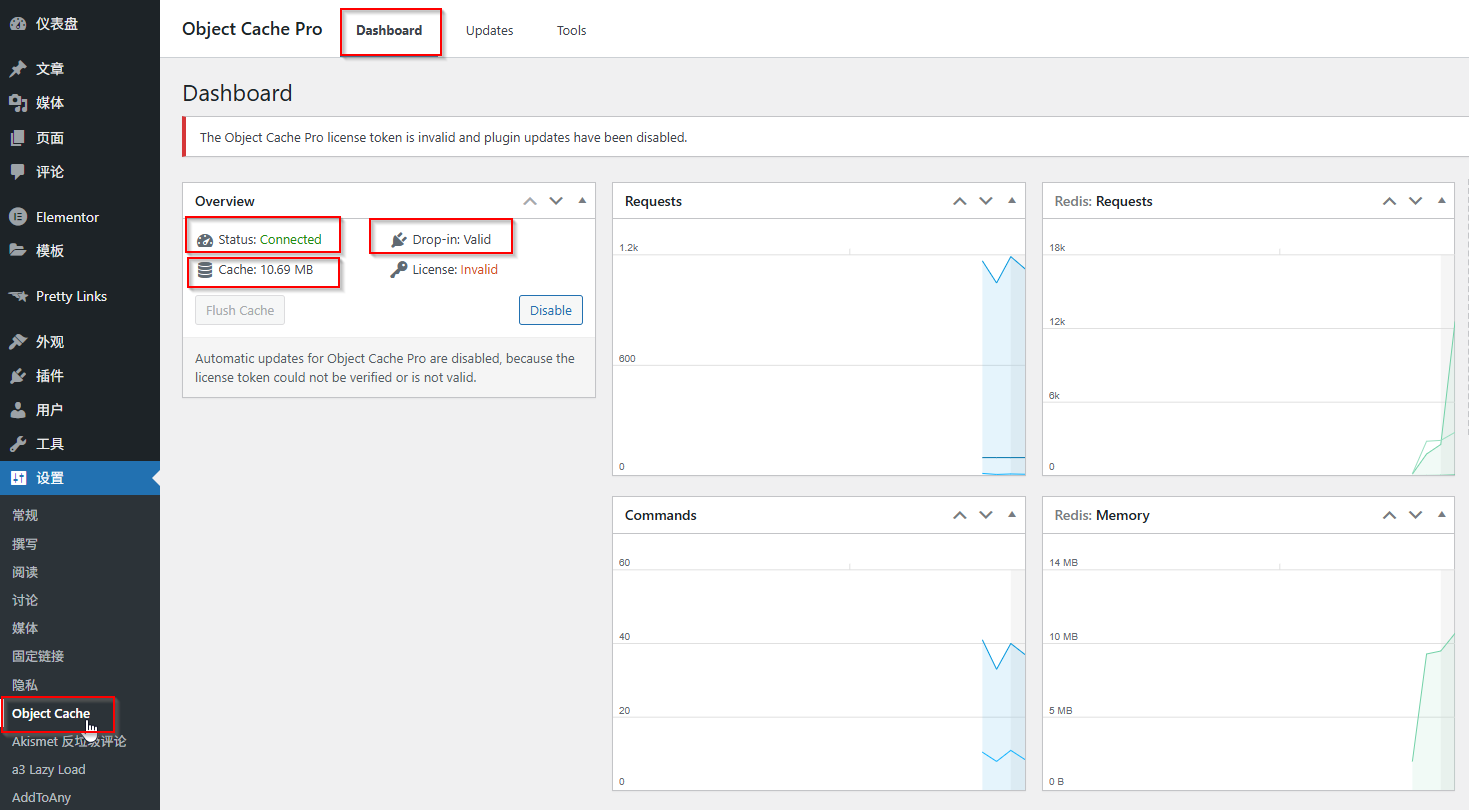 仪表盘
文章
媒体
页面
评论
Elementor
模板
Pretty Links
外观
插件
用户
工具
设置
常规
撰写
阅读
讨论
媒体
固定链接
隐私
Object Cache
Akismet 反垃圾评论
a3 Lazy Load
AddToAny
Object Cache Pro
Dashboard
Updates
Tools
Dashboard
The Object Cache Pro license token is invalid and plugin updates have been disabled.
Overview
Status: Connected
Drop-in: Valid
Cache: 10.69 MB
License: Invalid
Flush Cache
Disable
Automatic updates for Object Cache Pro are disabled, because the
license token could not be verified or is not valid.
Requests
1.2k
600
0
Redis: Requests
18k
12k
6k
0
Commands
60
40
20
0
Redis: Memory
14 MB
10 MB
5 MB
0 B